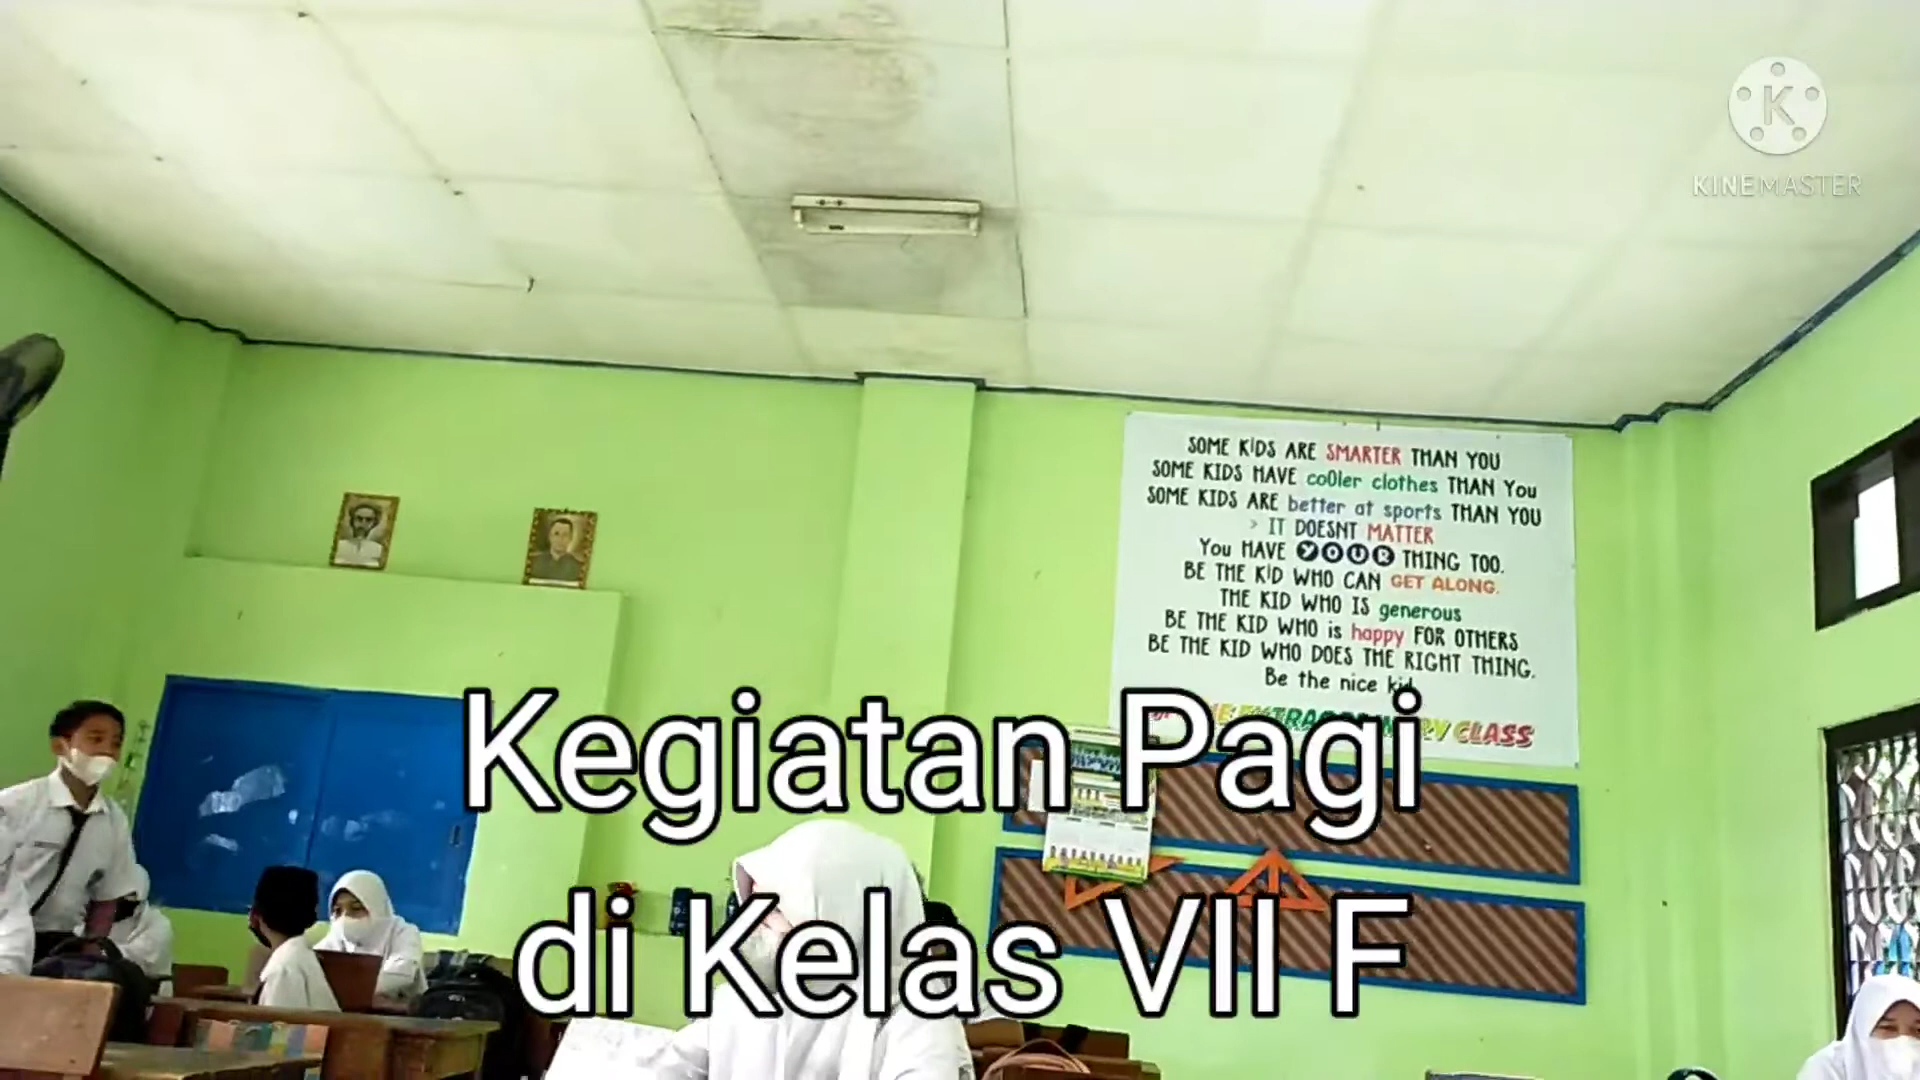 KINEMASTER
SOME KIDS ARE SMARTER THAN YOU
SOME KIDS HAVE co0ler clothes THAN You
SOME KIDS ARE better at sports THAN YOU
IT DOESNT MATTER
You HAVE YOUR THING TOO.
BE THE KID WHO CAN GET ALONG.
THE KID WHO IS generous
BE THE KID WHO is happy FOR OTHERS
BE THE KID WHO DOES THE RIGHT THING.
Be the nice kid
CLASS
Kegiatan Pagi
di Kelas VII F